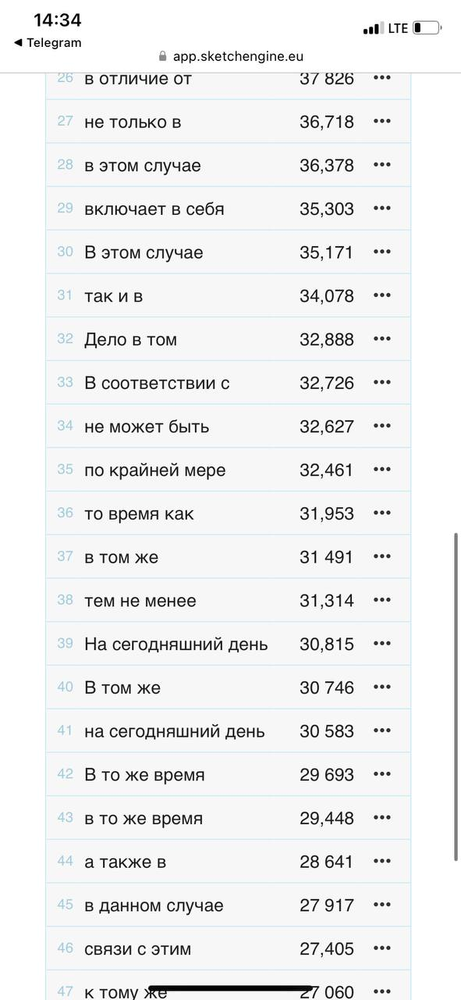 14:34
LTE
◀ Telegram
app.sketchengine.eu
26 в отличие от 37 826 •••
27 не только в 36,718 •••
28 в этом случае 36,378 •••
29 включает в себя 35,303 •••
30 В этом случае 35,171 •••
31 так и в 34,078 •••
32 Дело в том 32,888 •••
33 В соответствии с 32,726 •••
34 не может быть 32,627 •••
35 по крайней мере 32,461 •••
36 то время как 31,953 •••
37 в том же 31 491 •••
38 тем не менее 31,314 •••
39 На сегодняшний день 30,815 •••
40 В том же 30 746 •••
41 на сегодняшний день 30 583 •••
42 В то же время 29 693 •••
43 в то же время 29,448 •••
44 а также в 28 641 •••
45 в данном случае 27 917 •••
46 связи с этим 27,405 •••
47 к тому же 27 060 •••